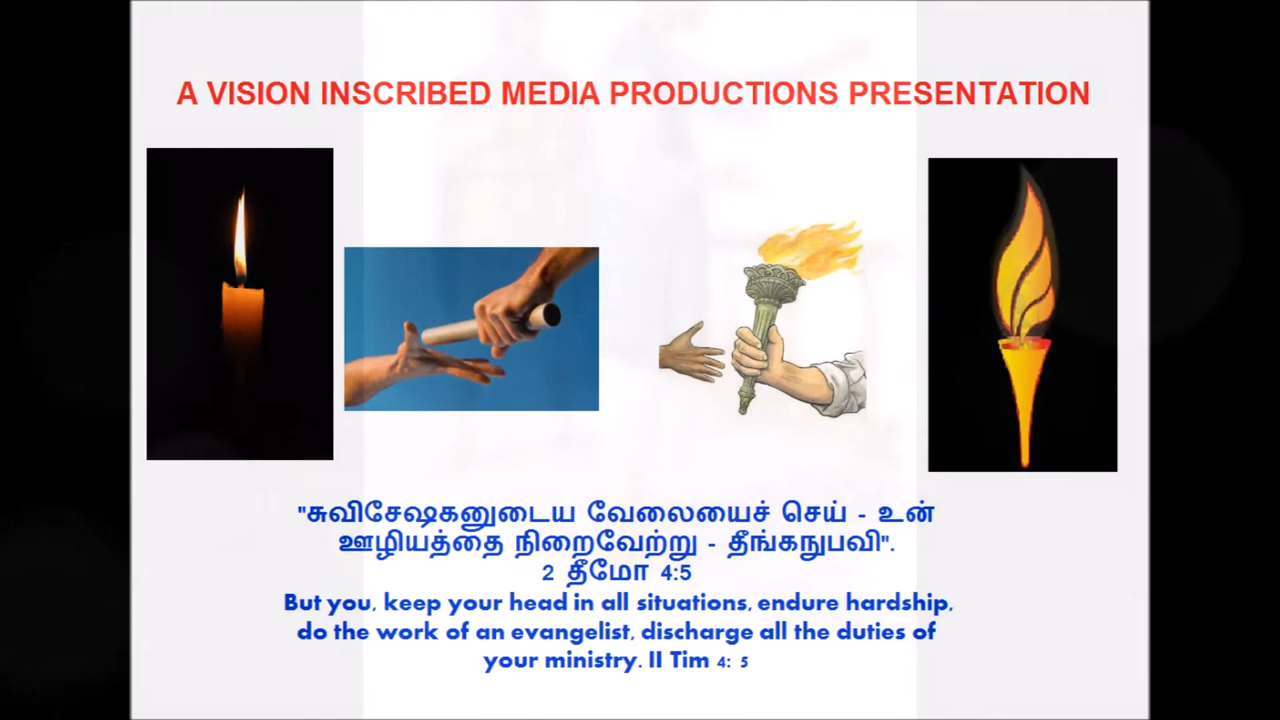 A VISION INSCRIBED MEDIA PRODUCTIONS PRESENTATION
"சுவிசேஷகனுடைய வேலையைச் செய் - உன்
ஊழியத்தை நிறைவேற்று - தீங்கநுபவி".
2 தீமோ 4:5
But you, keep your head in all situations, endure hardship,
do the work of an evangelist, discharge all the duties of
your ministry. II Tim 4: 5